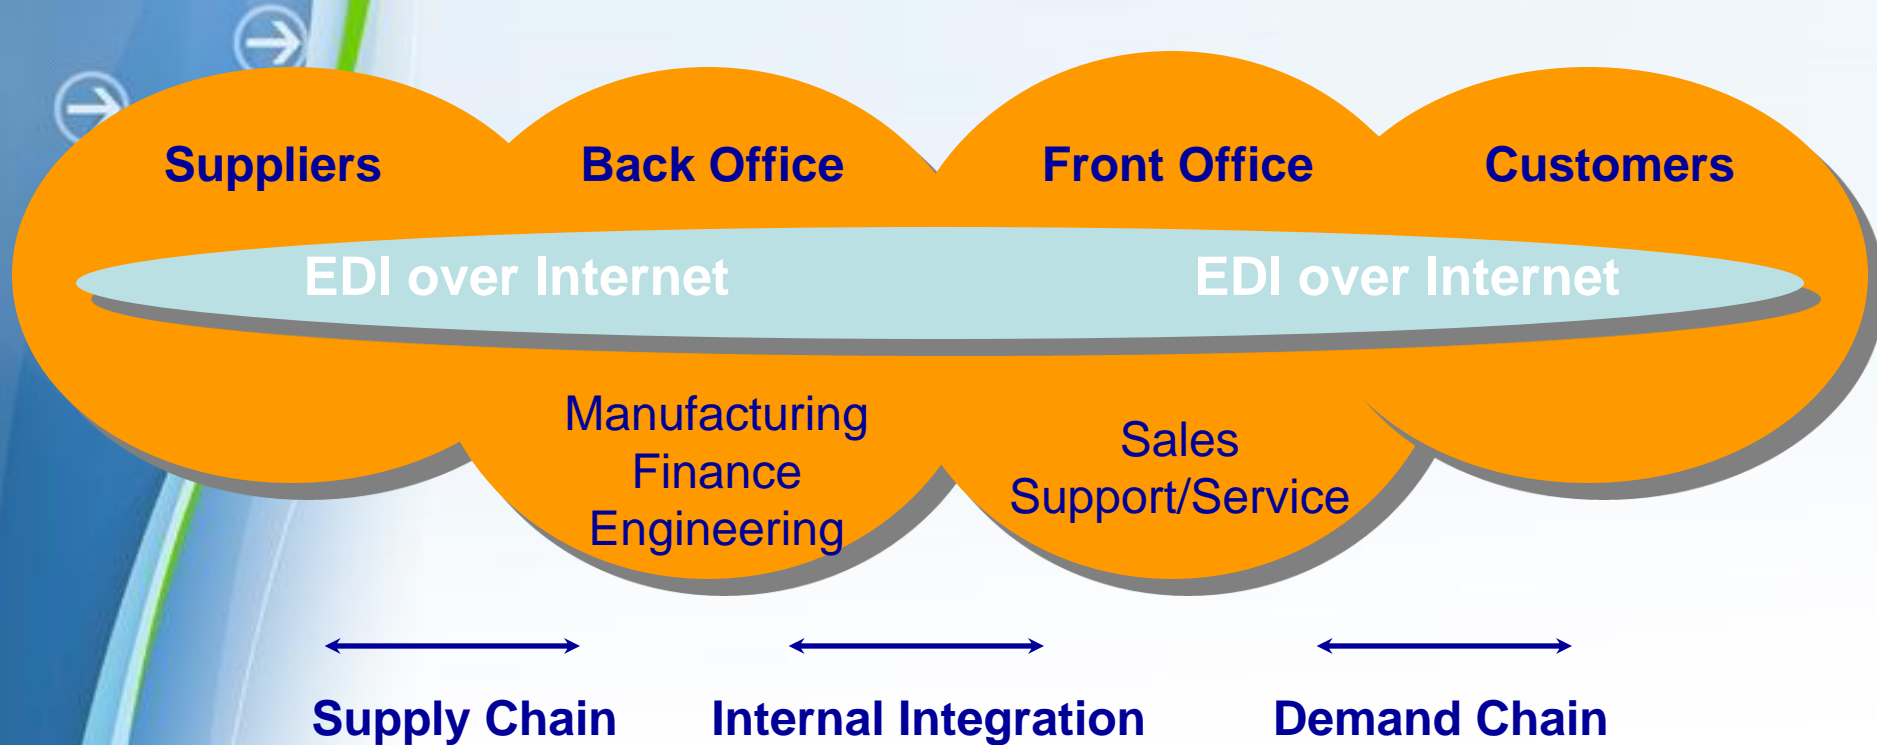 Suppliers
Back Office
Front Office
Customers
EDI over Internet
EDI over Internet
Manufacturing
Finance
Engineering
Sales
Support/Service
Supply Chain
Internal Integration
Demand Chain